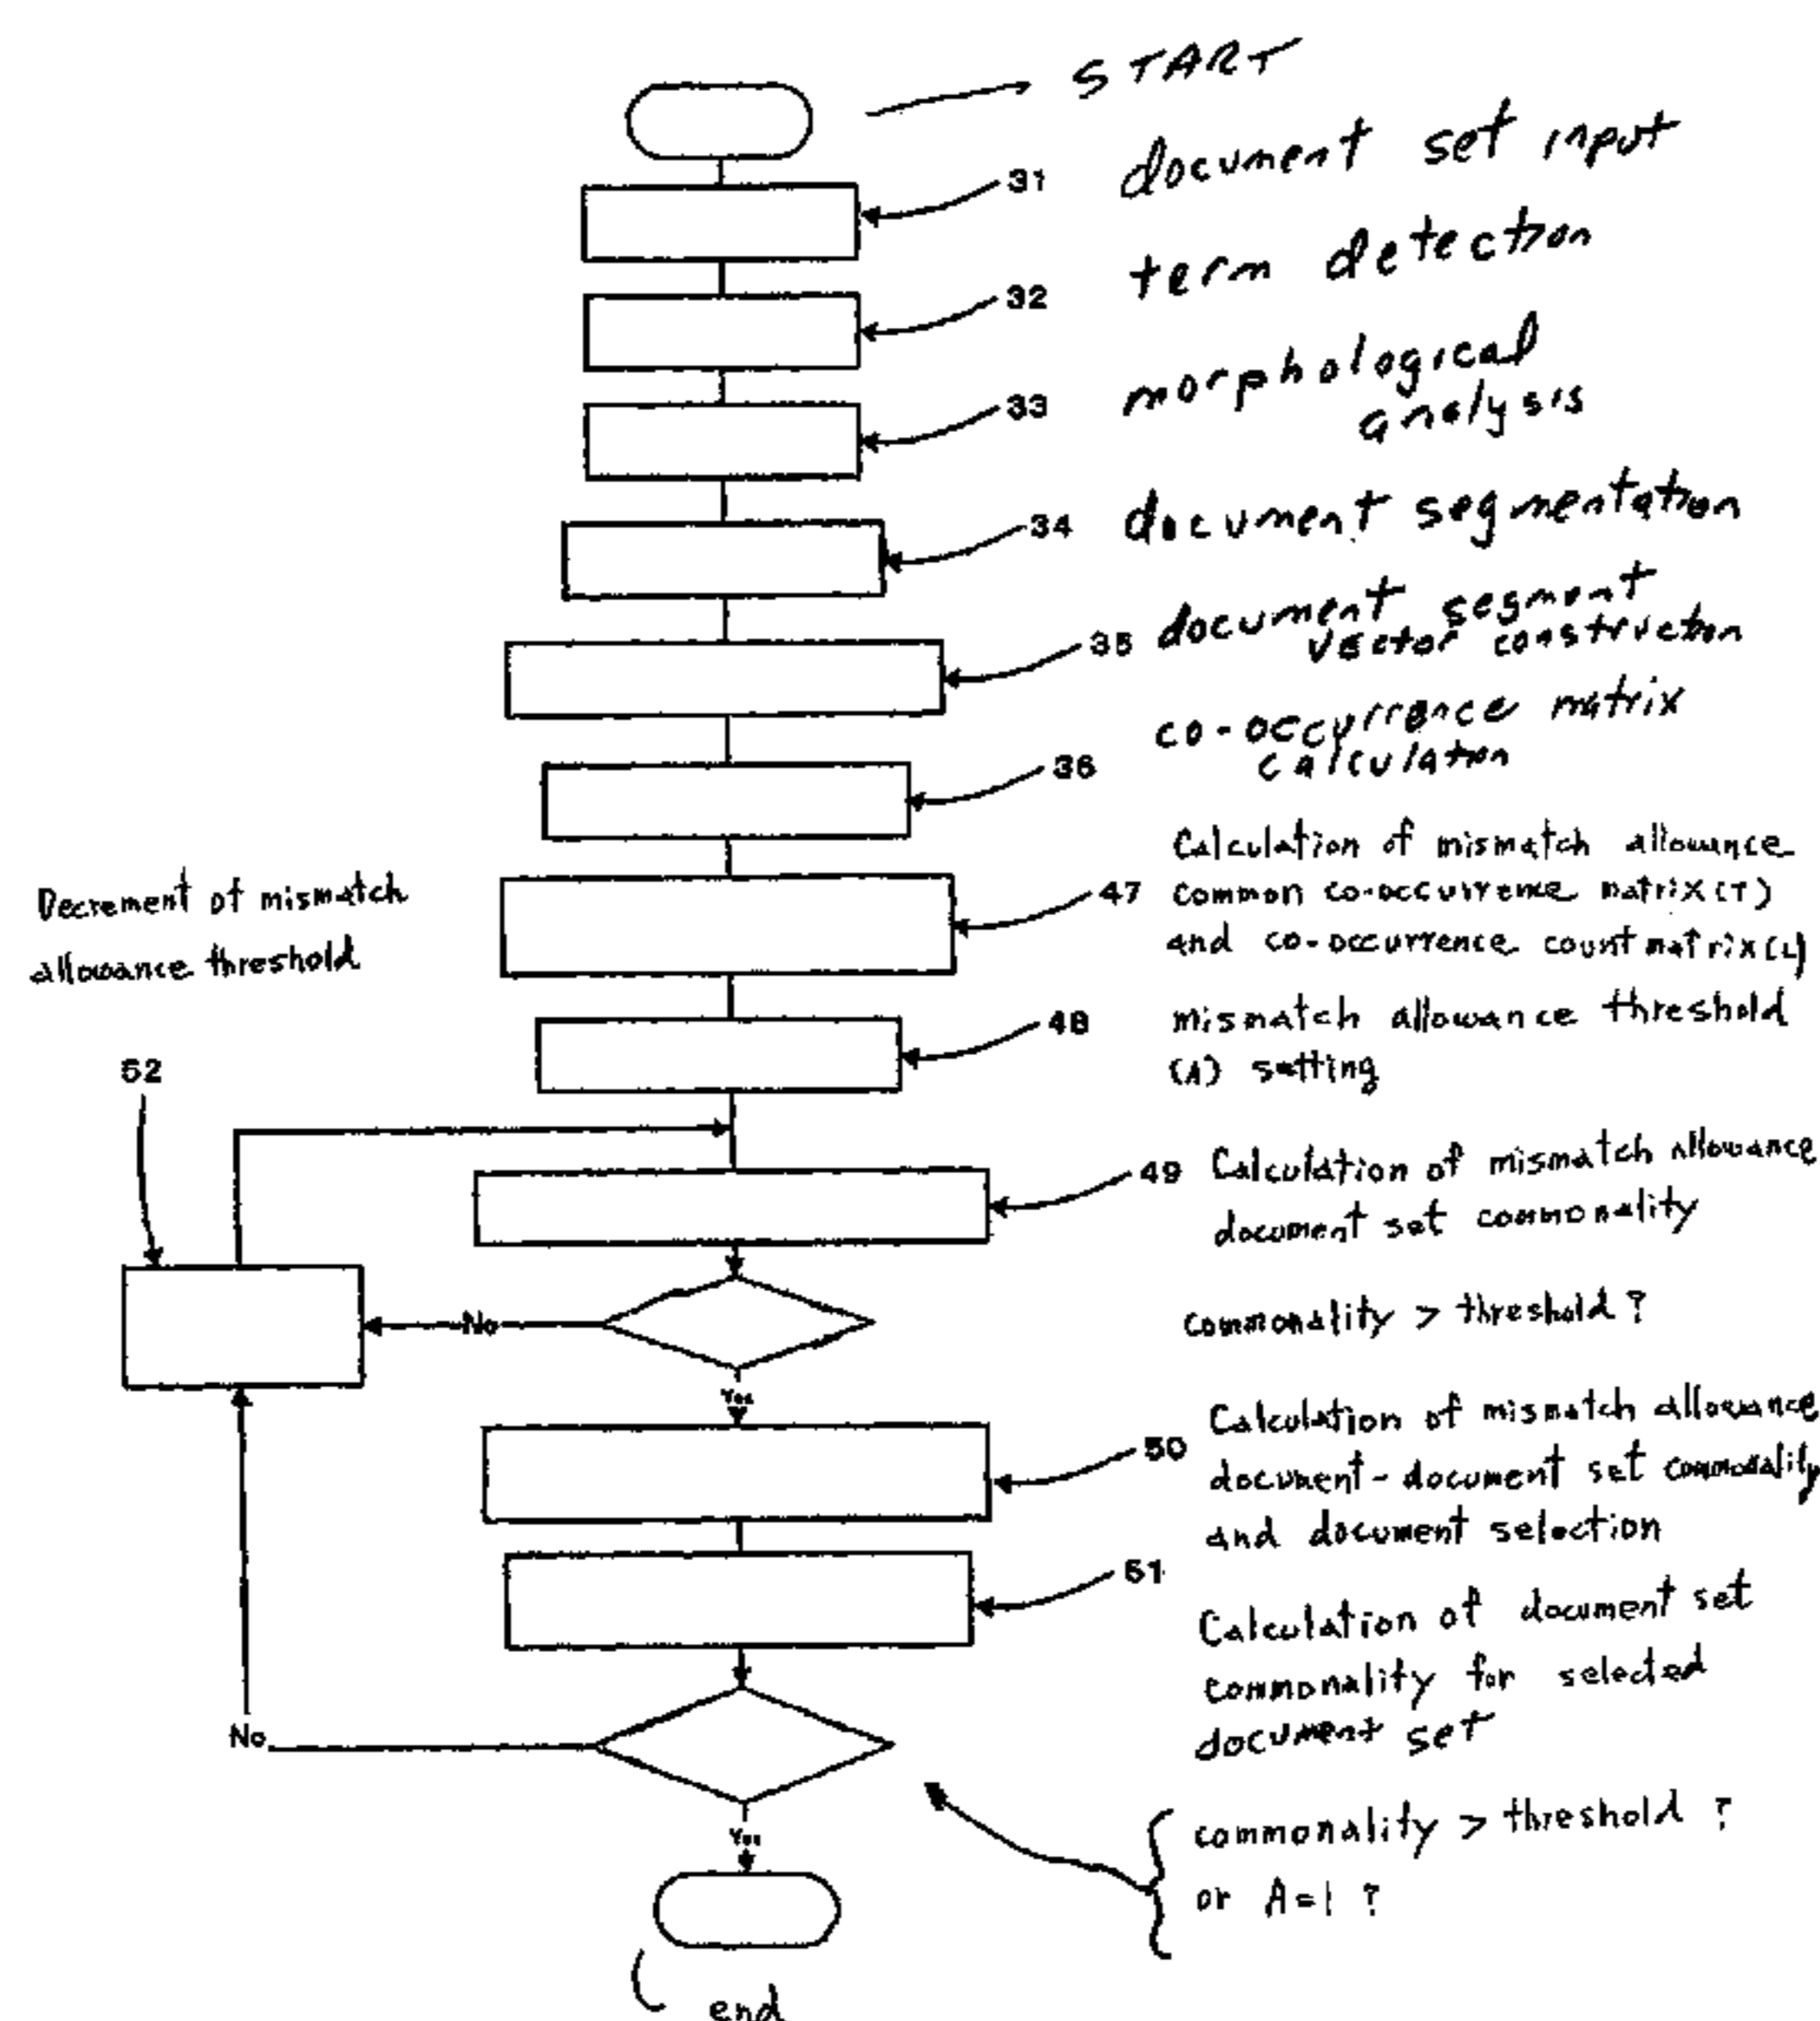 START
31 document set input
32 term detection
33 morphological
analysis
34 document segmentation
35 document segment
vector construction
36 co-occurrence matrix
calculation
47 Calculation of mismatch allowance
common co-occurrence matrix (T)
and co-occurrence count matrix (L)
48 mismatch allowance threshold
(A) setting
Decrement of mismatch
allowance threshold
52
49 Calculation of mismatch allowance
document set commonality
commonality > threshold ?
No
Yes
50 Calculation of mismatch allowance
document-document set commonality
and document selection
51 Calculation of document set
commonality for selected
document set
No
commonality > threshold ?
or A=1 ?
Yes
end